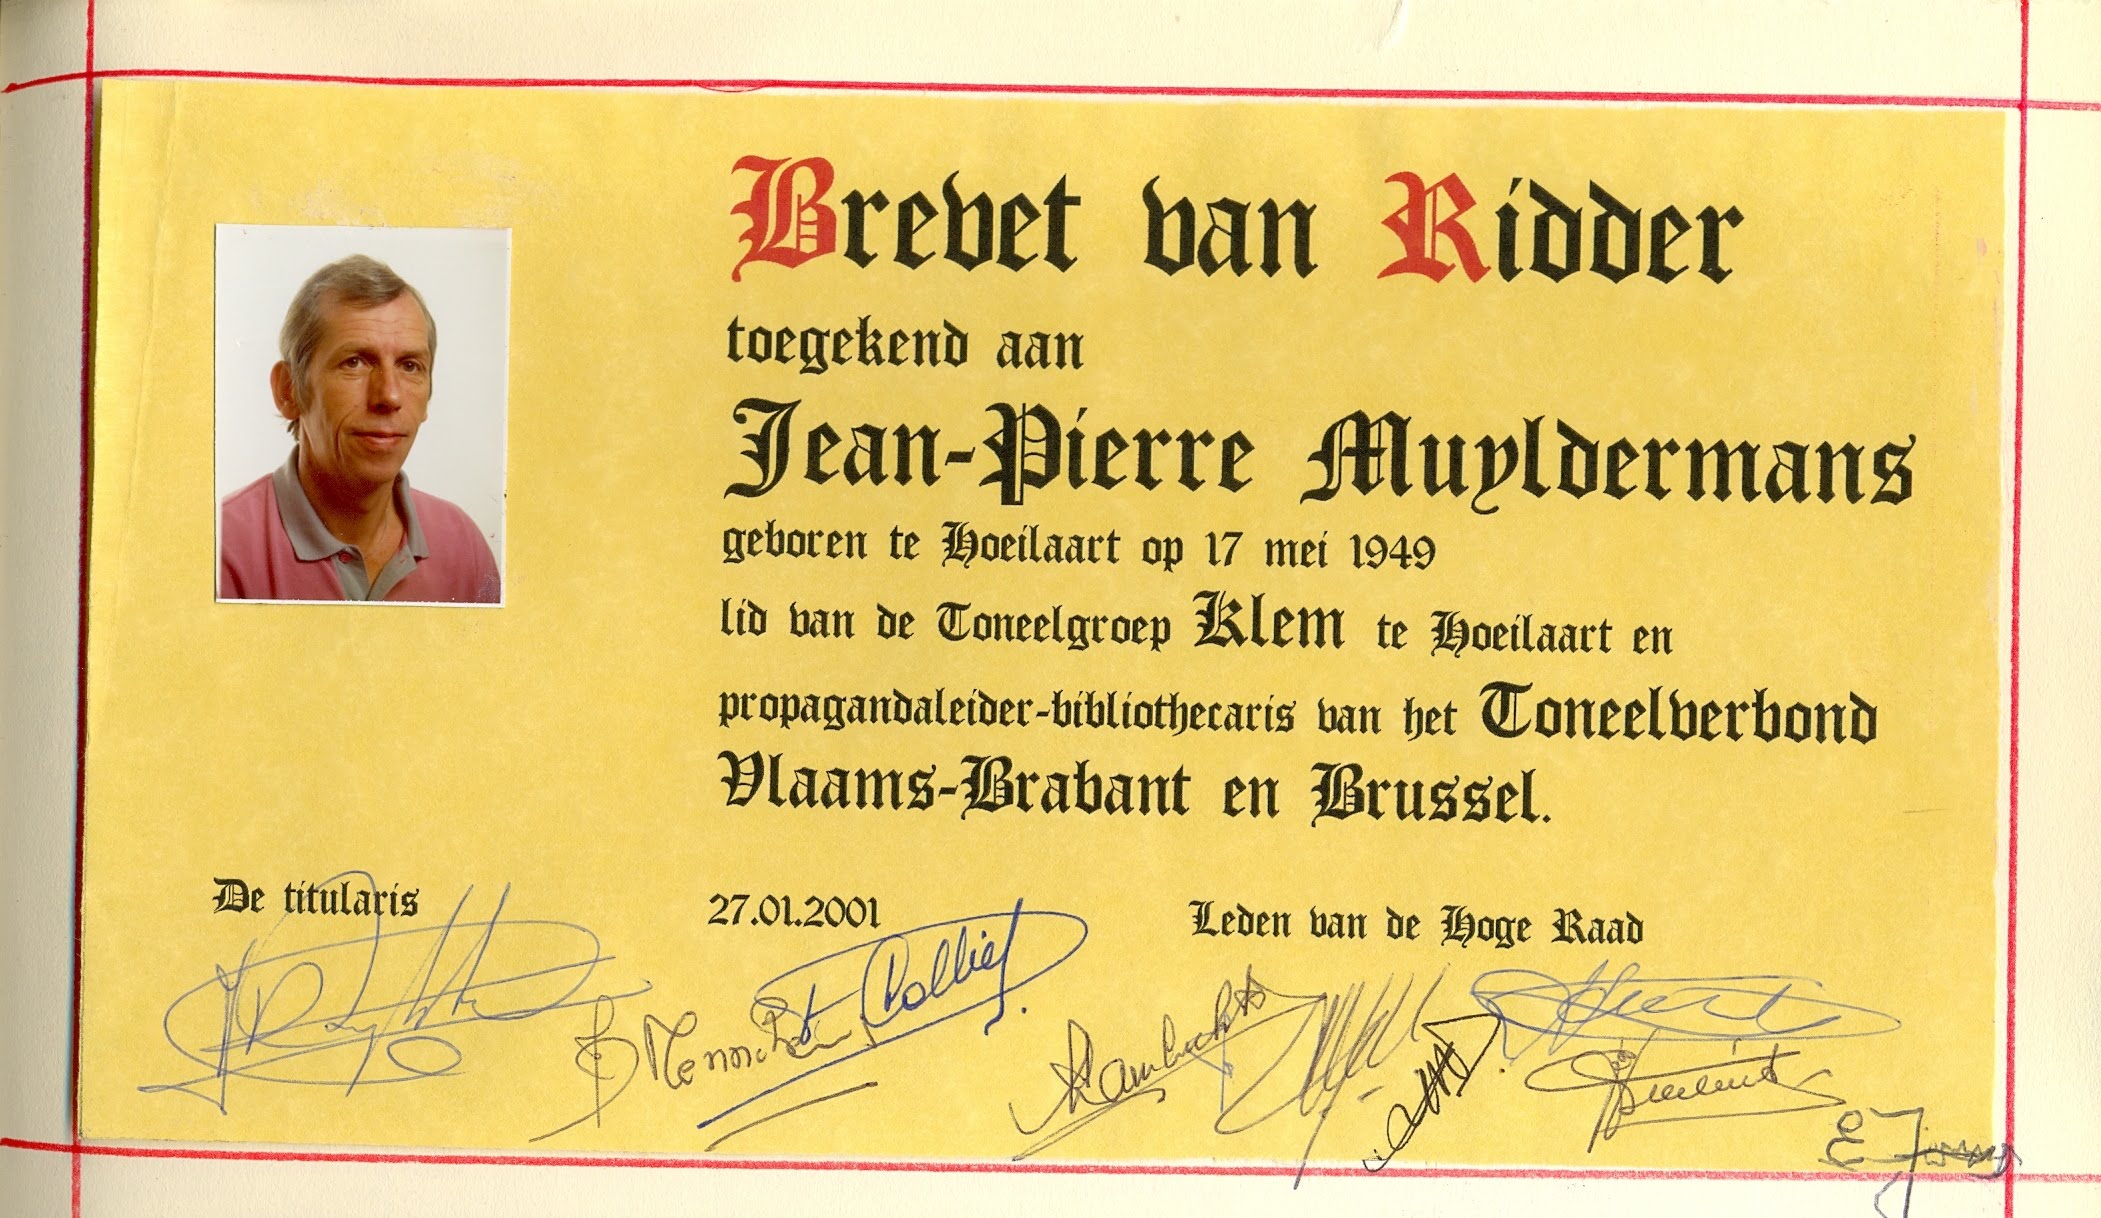 Brevet van Ridder
toegekend aan
Jean-Pierre Muyldermans
geboren te Hoeilaart op 17 mei 1949
lid van de Toneelgroep Klem te Hoeilaart en
propagandaleider-bibliothecaris van het Toneelverbond
Vlaams-Brabant en Brussel.
De titularis
27.01.2001
Leden van de Hoge Raad